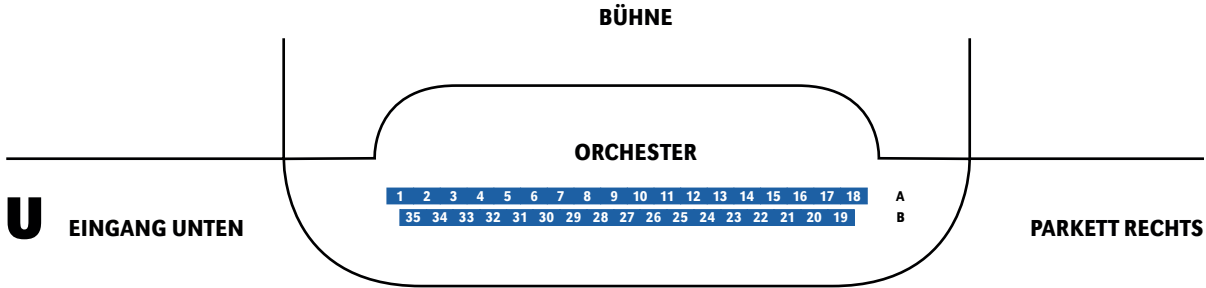 BÜHNE
ORCHESTER
1 2 3 4 5 6 7 8 9 10 11 12 13 14 15 16 17 18 A
35 34 33 32 31 30 29 28 27 26 25 24 23 22 21 20 19 B
U EINGANG UNTEN
PARKETT RECHTS